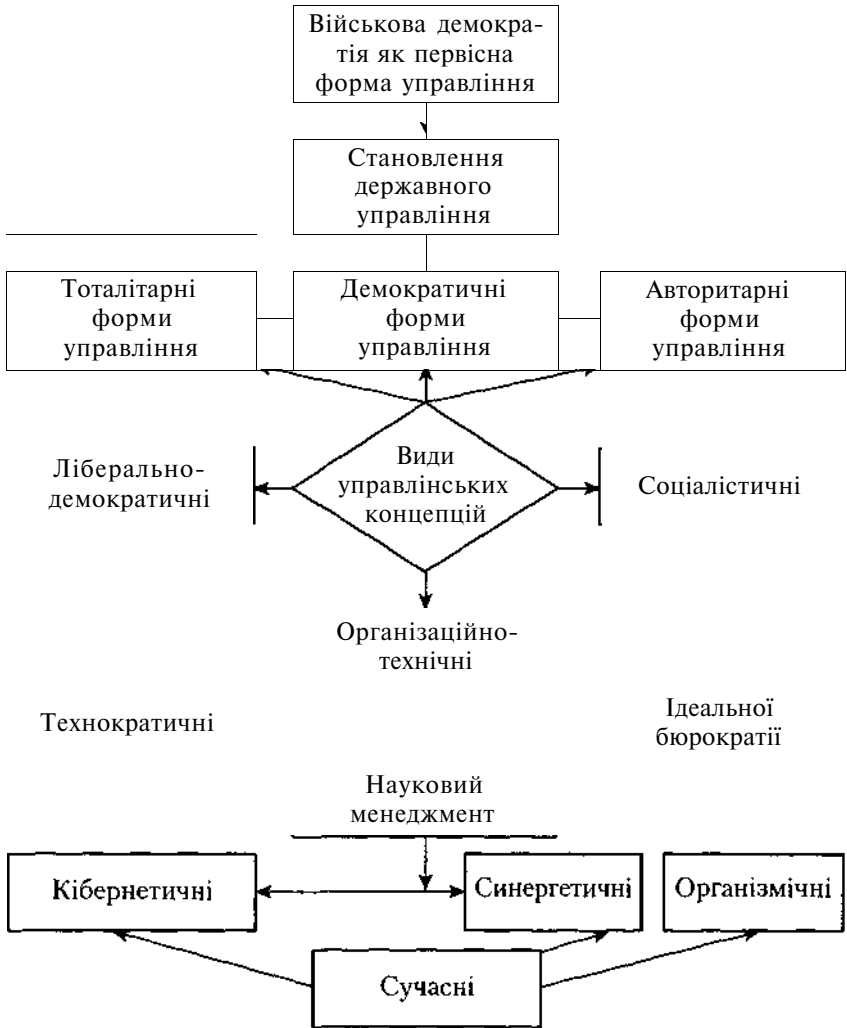 Військова демокра-
тія як первісна
форма управління
Становлення
державного
управління
Тоталітарні
форми
управління
Демократичні
форми
управління
Авторитарні
форми
управління
Ліберально-
демократичні
Види
управлінських
концепцій
Соціалістичні
Організаційно-
технічні
Технократичні
Ідеальної
бюрократії
Науковий
менеджмент
Кібернетичні
Синергетичні
Організмічні
Сучасні